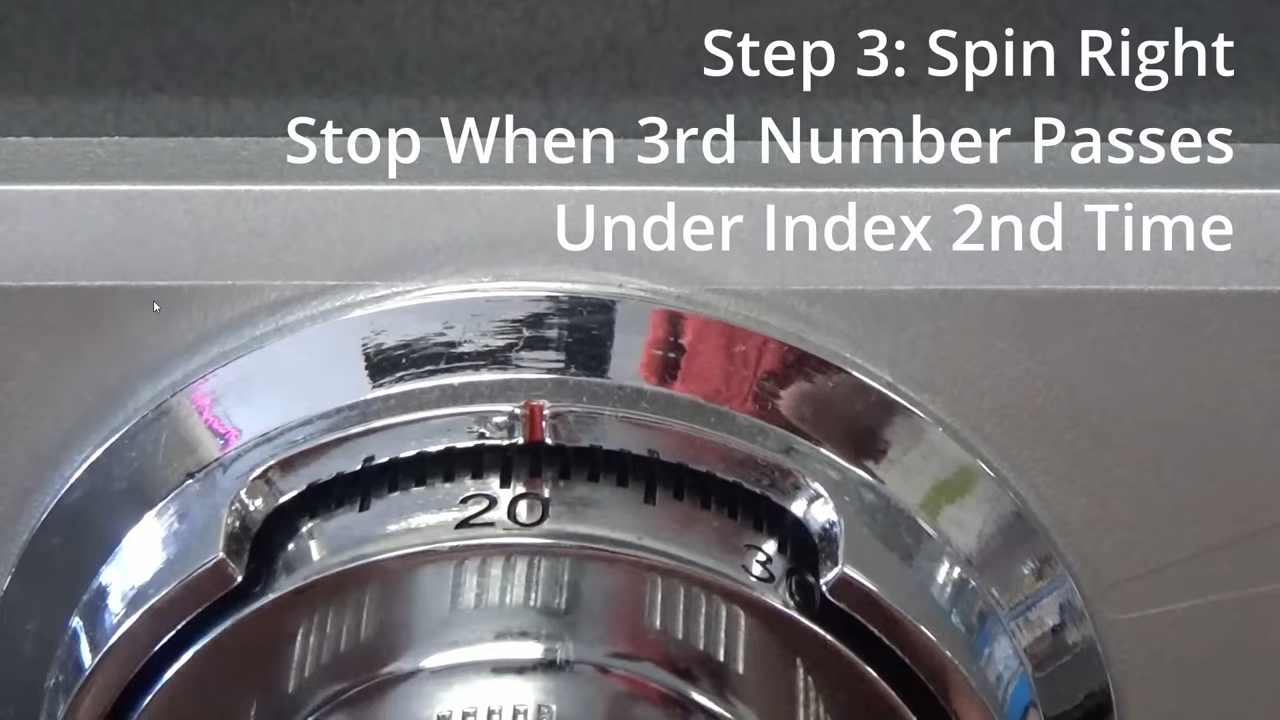 Step 3: Spin Right
Stop When 3rd Number Passes
Under Index 2nd Time
20
30